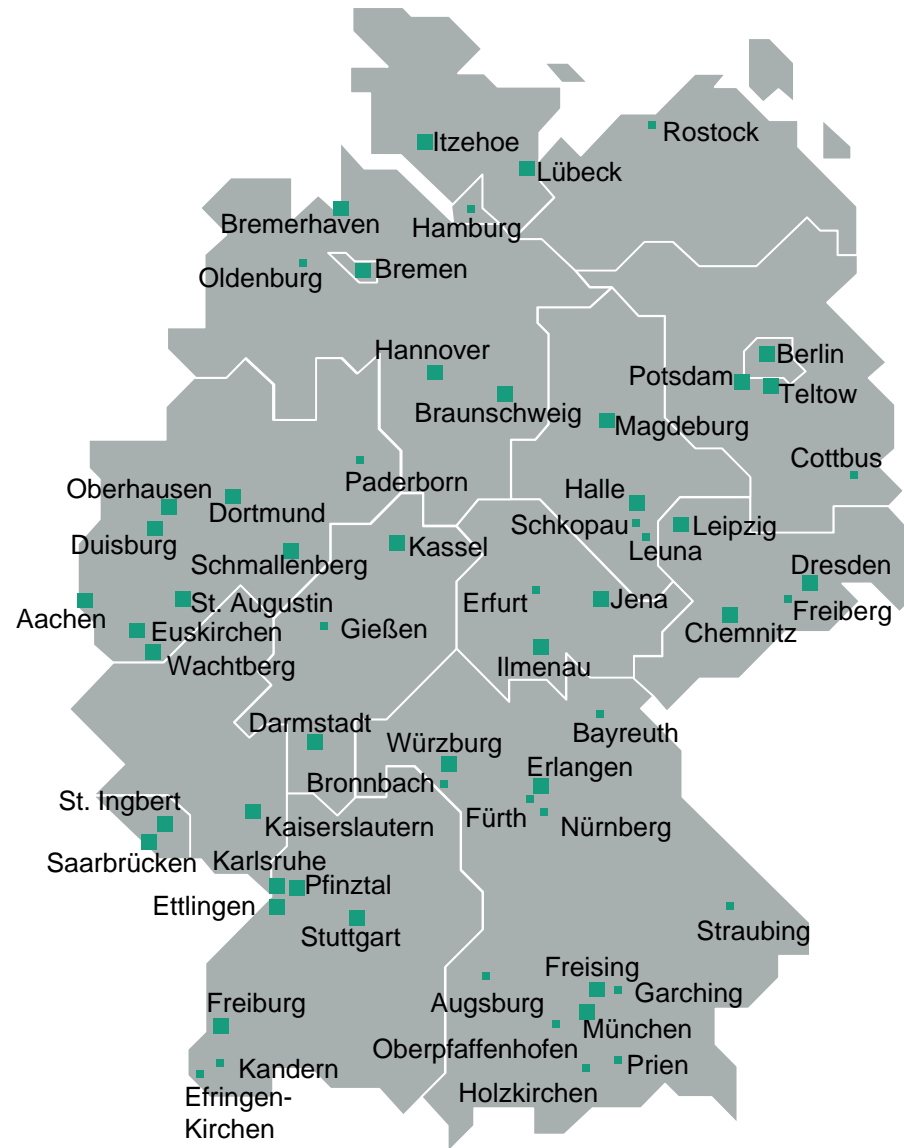 Rostock
Itzehoe
Lübeck
Bremerhaven
Hamburg
Oldenburg
Bremen
Hannover
Berlin
Potsdam
Teltow
Braunschweig
Magdeburg
Cottbus
Paderborn
Oberhausen
Dortmund
Halle
Schkopau
Leipzig
Duisburg
Kassel
Leuna
Schmallenberg
Dresden
Aachen
St. Augustin
Erfurt
Jena
Freiberg
Euskirchen
Gießen
Chemnitz
Wachtberg
Ilmenau
Darmstadt
Bayreuth
Würzburg
Erlangen
Bronnbach
St. Ingbert
Kaiserslautern
Fürth
Nürnberg
Saarbrücken
Karlsruhe
Pfinztal
Ettlingen
Stuttgart
Straubing
Freising
Augsburg
Garching
Freiburg
München
Oberpfaffenhofen
Prien
Kandern
Holzkirchen
Efringen-
Kirchen